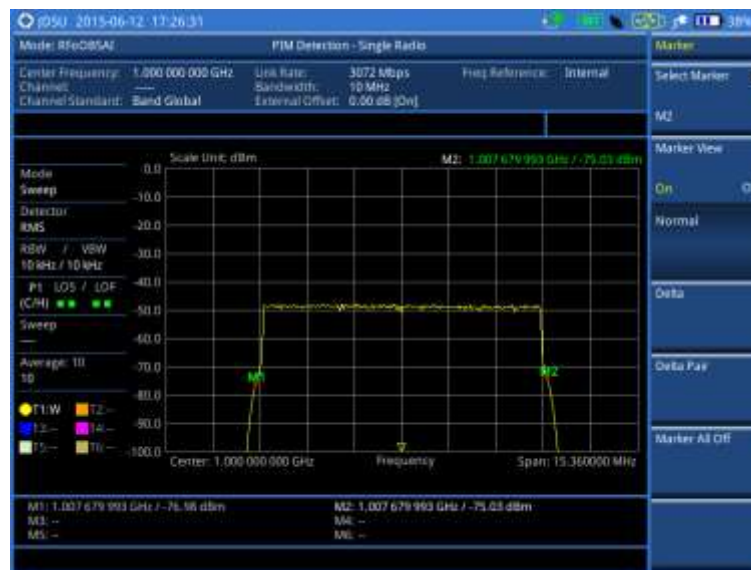 JDSU 2015-06-12 17:26:31
38%
Mode: RFoOBSAI
PIM Detection - Single Radio
Marker
Center Frequency: 1.000 000 000 GHz
Link Rate: 3072 Mbps
Freq Reference: Internal
Channel: ----
Bandwidth: 10 MHz
Channel Standard: Band Global
External Offset: 0.00 dB [On]
Select Marker
M2
Marker View
On
Normal
Delta
Delta Pair
Marker All Off
Scale Unit: dBm
M2: 1.007 679 993 GHz / -75.03 dBm
Mode
Sweep
Detector
RMS
RBW / VBW
10 kHz / 10 kHz
P1 LOS / LOF
(C/H)
Sweep
---
Average: 10
10
T1:W
T2:--
T3:--
T4:--
T5:--
T6:--
0.0
-10.0
-20.0
-30.0
-40.0
-50.0
-60.0
-70.0
-80.0
-90.0
-100.0
M1
M2
Center: 1.000 000 000 GHz
Frequency
Span: 15.360000 MHz
M1: 1.007 679 993 GHz / -76.98 dBm
M2: 1.007 679 993 GHz / -75.03 dBm
M3: --
M4: --
M5: --
M6: --